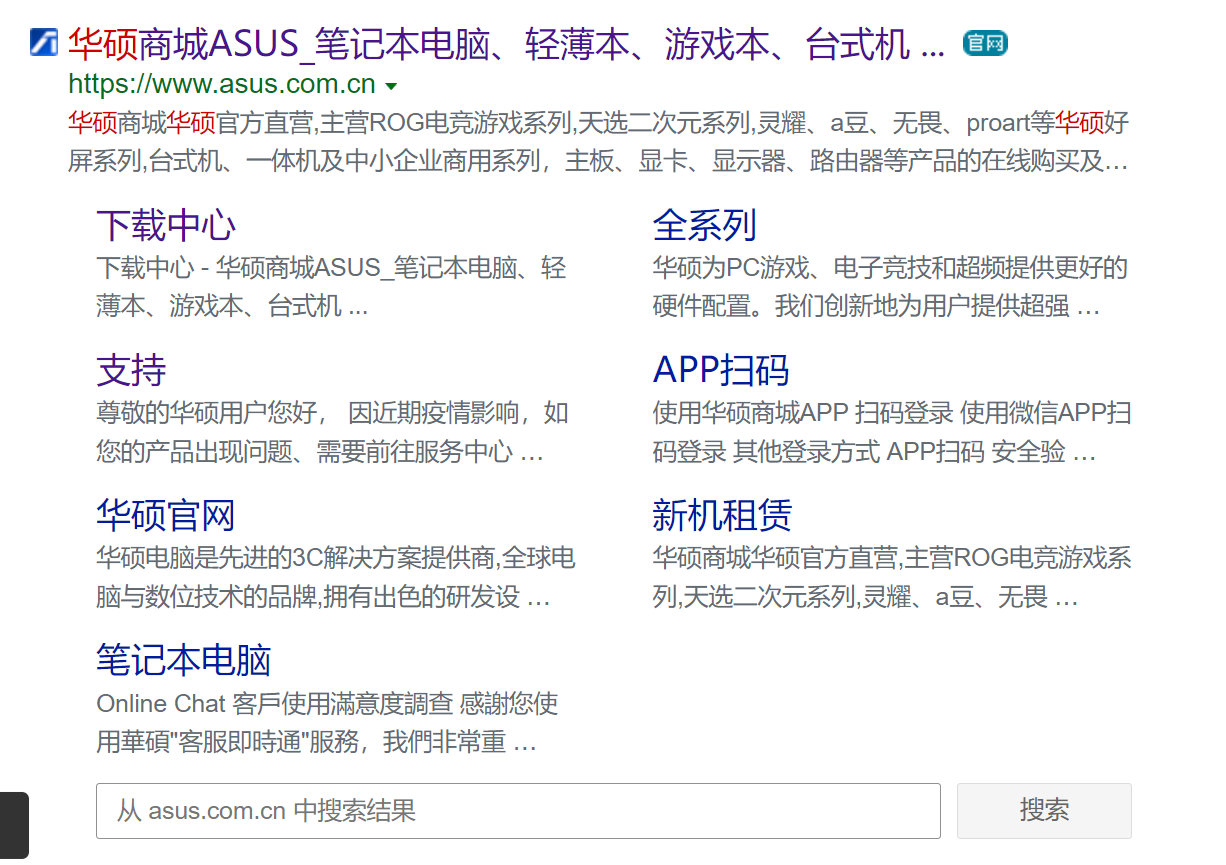 华硕商城ASUS_笔记本电脑、轻薄本、游戏本、台式机 ... 官网
https://www.asus.com.cn
华硕商城华硕官方直营,主营ROG电竞游戏系列,天选二次元系列,灵耀、a豆、无畏、proart等华硕好
屏系列,台式机、一体机及中小企业商用系列，主板、显卡、显示器、路由器等产品的在线购买及…
下载中心
下载中心 - 华硕商城ASUS_笔记本电脑、轻
薄本、游戏本、台式机 ...
全系列
华硕为PC游戏、电子竞技和超频提供更好的
硬件配置。我们创新地为用户提供超强 …
支持
尊敬的华硕用户您好， 因近期疫情影响，如
您的产品出现问题、需要前往服务中心 …
APP扫码
使用华硕商城APP 扫码登录 使用微信APP扫
码登录 其他登录方式 APP扫码 安全验 …
华硕官网
华硕电脑是先进的3C解决方案提供商,全球电
脑与数位技术的品牌,拥有出色的研发设 …
新机租赁
华硕商城华硕官方直营,主营ROG电竞游戏系
列,天选二次元系列,灵耀、a豆、无畏 …
笔记本电脑
Online Chat 客戶使用滿意度調查 感謝您使
用華碩"客服即時通"服務，我們非常重 …
从 asus.com.cn 中搜索结果
搜索